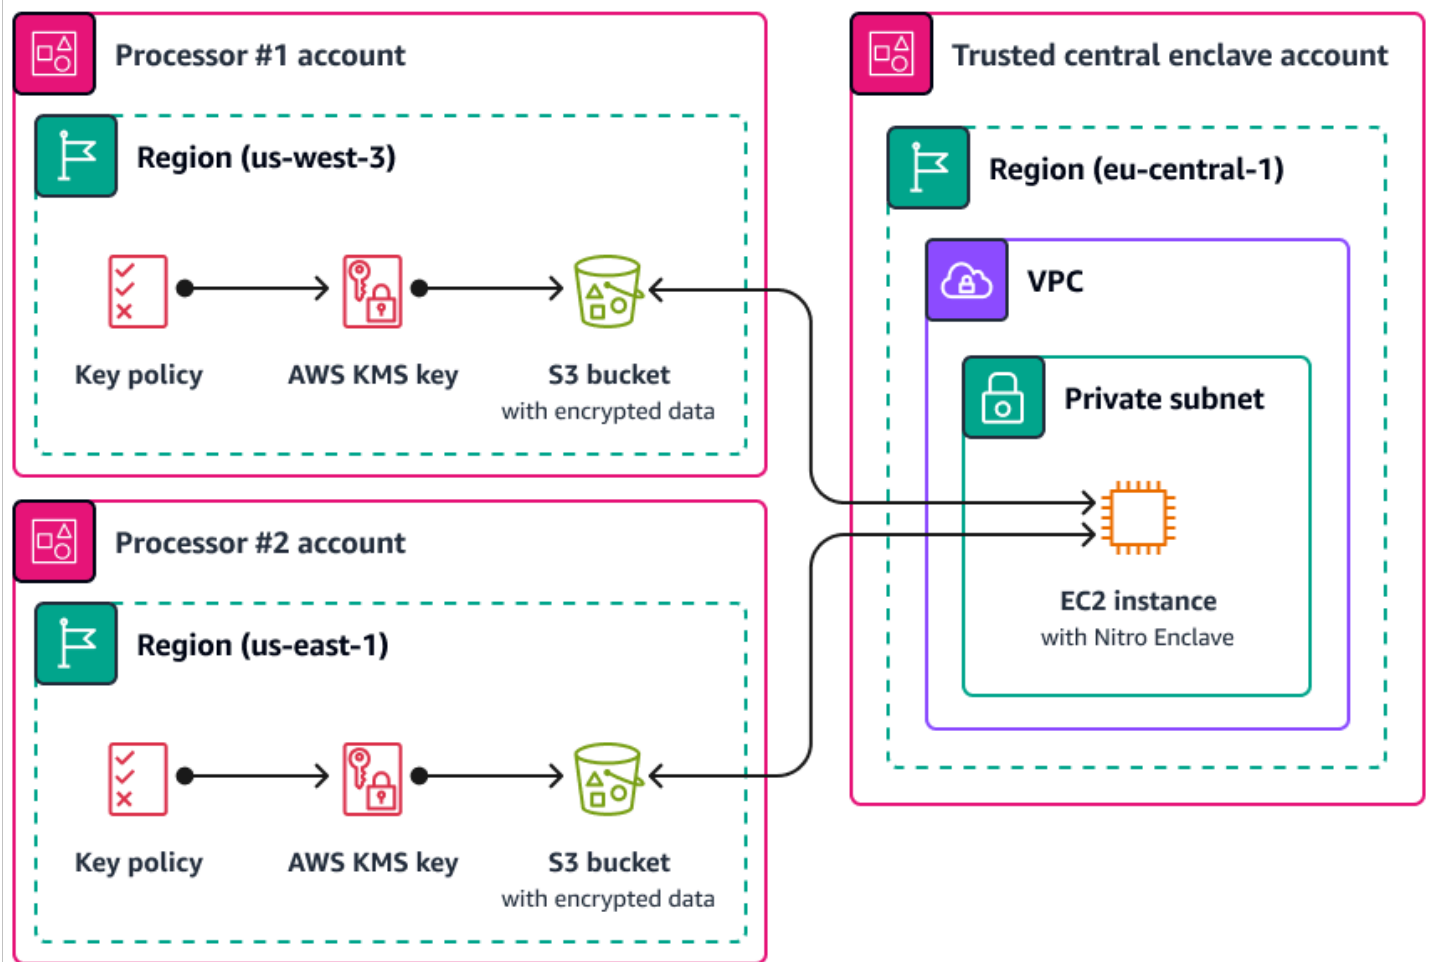 Processor #1 account
Region (us-west-3)
Key policy
AWS KMS key
S3 bucket
with encrypted data
Processor #2 account
Region (us-east-1)
Key policy
AWS KMS key
S3 bucket
with encrypted data
Trusted central enclave account
Region (eu-central-1)
VPC
Private subnet
EC2 instance
with Nitro Enclave